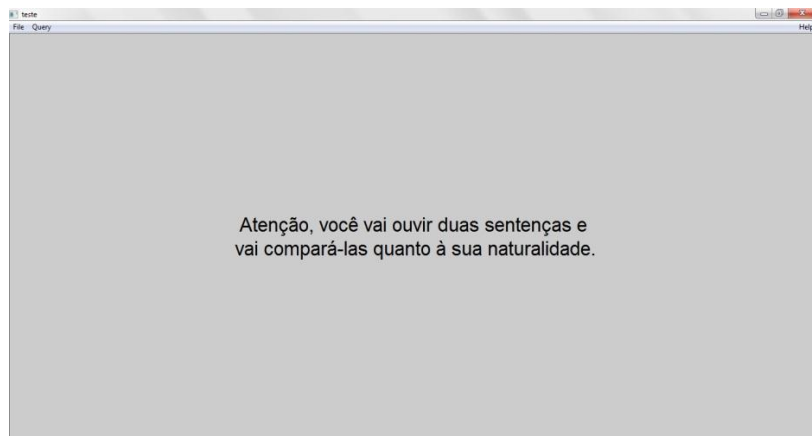 teste
File Query Help
Atenção, você vai ouvir duas sentenças e
vai compará-las quanto à sua naturalidade.